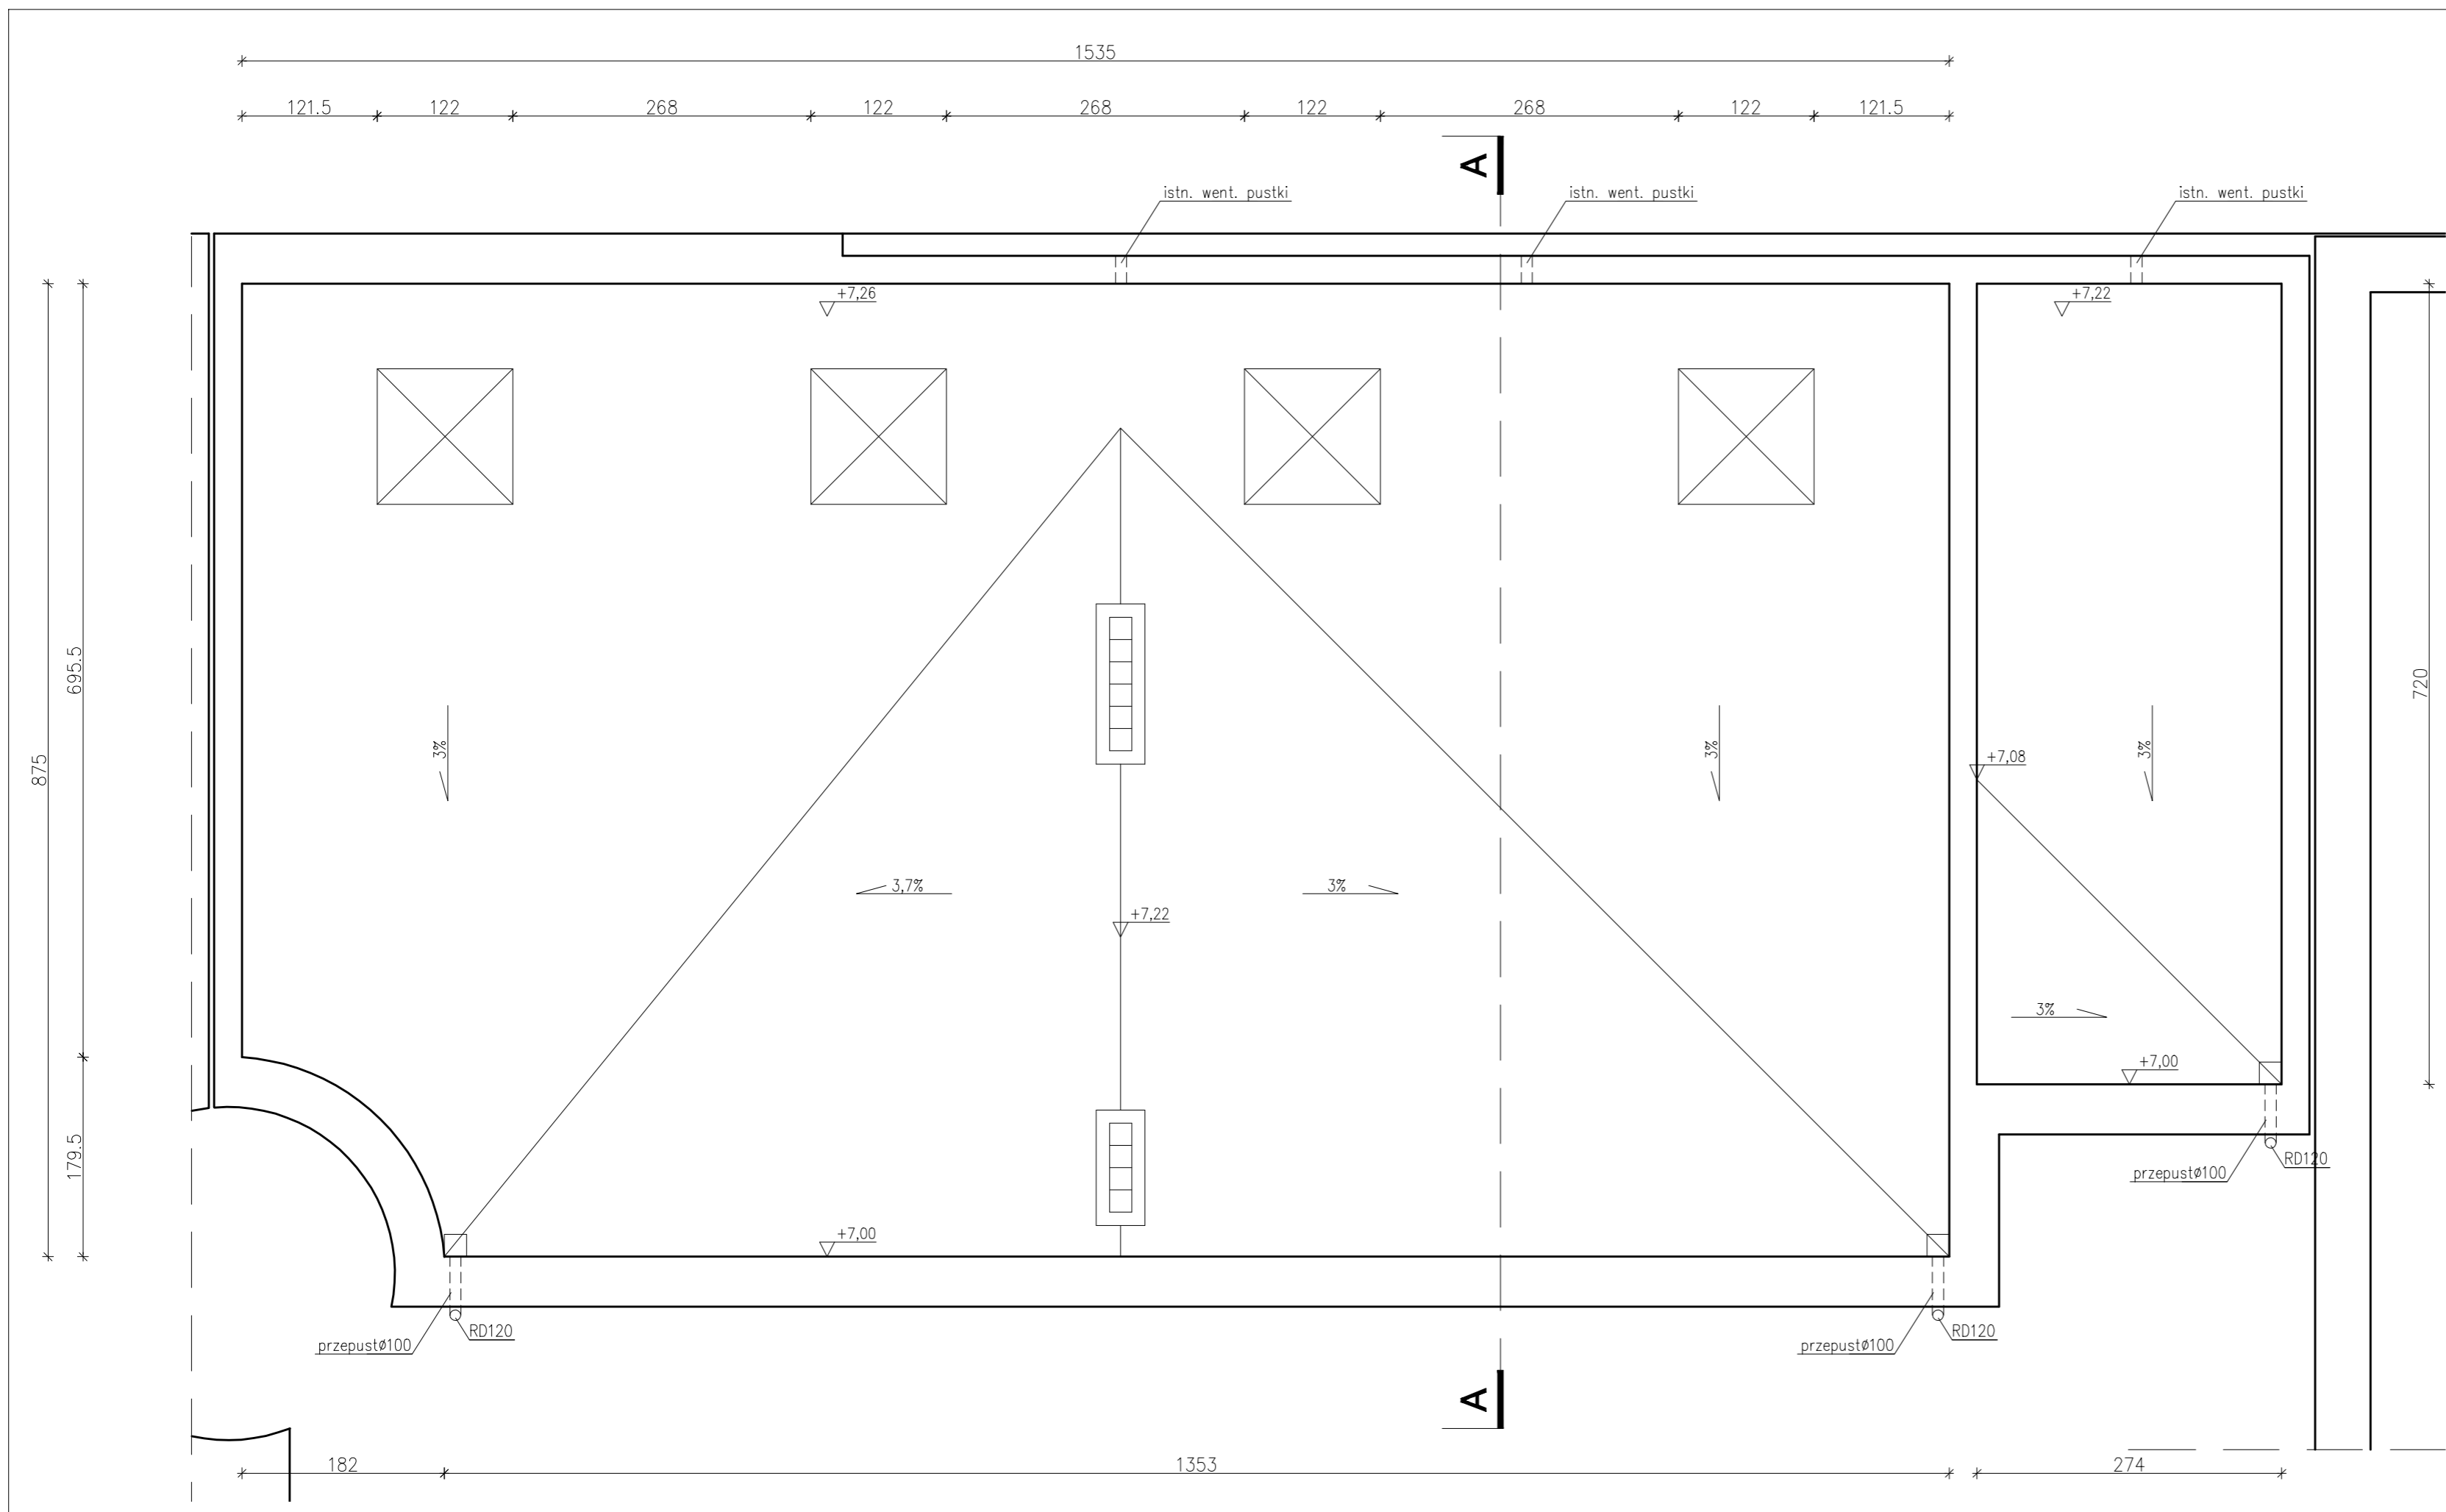 1535
121.5 122 268 122 268 122 268 122 121.5
A
istn. went. pustki
istn. went. pustki
istn. went. pustki
+7,26
+7,22
695.5
875
720
3%
3%
3%
+7,08
3,7%
3%
+7,22
3%
+7,00
179.5
+7,00
RD120
przepustø100
RD120
przepustø100
RD120
przepustø100
A
182
1353
274